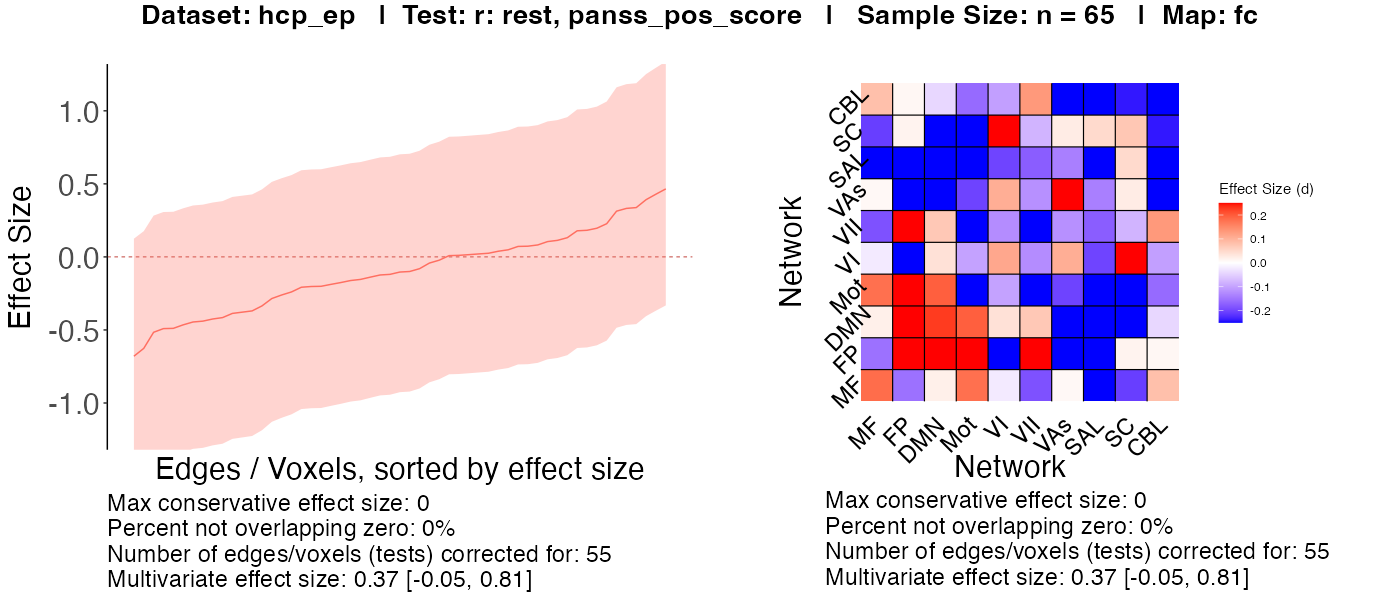 Dataset: hcp_ep | Test: r: rest, panss_pos_score | Sample Size: n = 65 | Map: fc
Effect Size
1.0
0.5
0.0
-0.5
-1.0
Edges / Voxels, sorted by effect size
Max conservative effect size: 0
Percent not overlapping zero: 0%
Number of edges/voxels (tests) corrected for: 55
Multivariate effect size: 0.37 [-0.05, 0.81]
Network
CBL
SC
SAL
VAs
VII
VI
Mot
DMN
FP
MF
MF
FP
DMN
Mot
VI
VII
VAs
SAL
SC
CBL
Network
Effect Size (d)
0.2
0.1
0.0
-0.1
-0.2
Max conservative effect size: 0
Percent not overlapping zero: 0%
Number of edges/voxels (tests) corrected for: 55
Multivariate effect size: 0.37 [-0.05, 0.81]